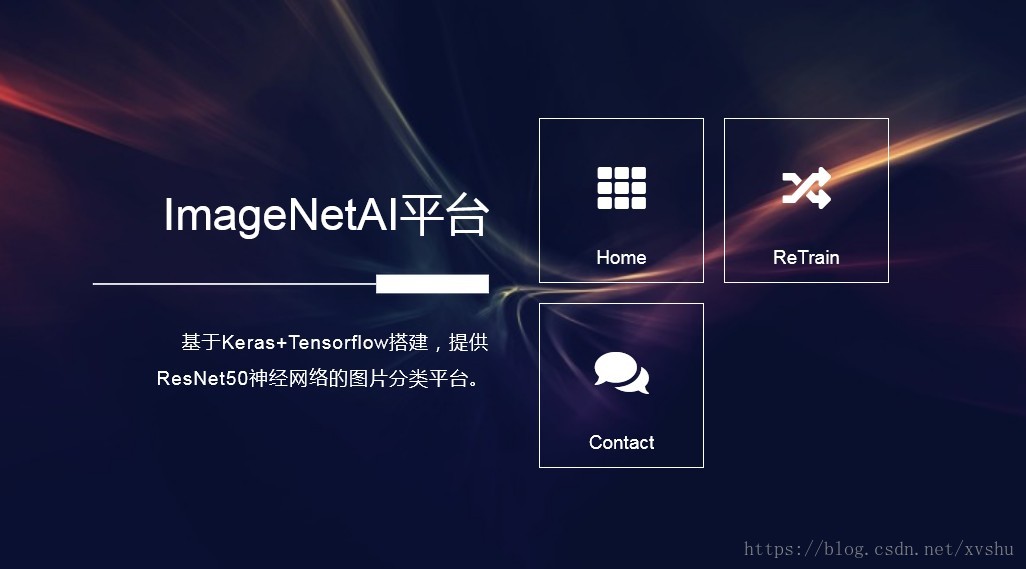 ImageNetAI平台
基于Keras+Tensorflow搭建，提供
ResNet50神经网络的图片分类平台。
Home
ReTrain
Contact
https://blog.csdn.net/xvshu